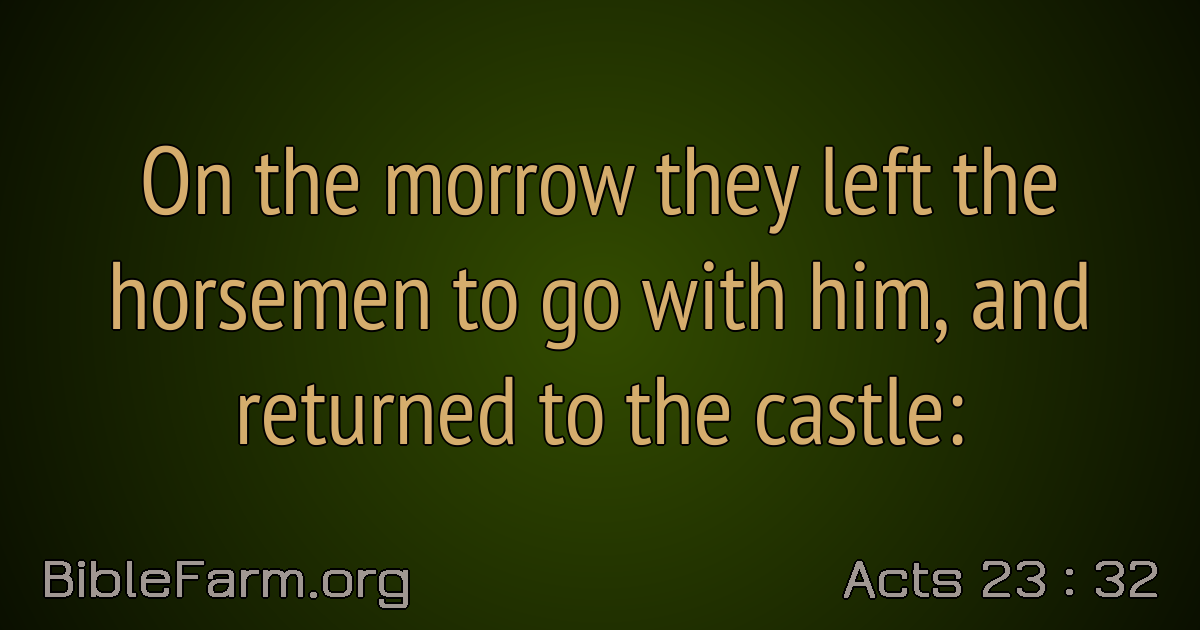 On the morrow they left the
horsemen to go with him, and
returned to the castle:
BibleFarm.org
Acts 23 : 32